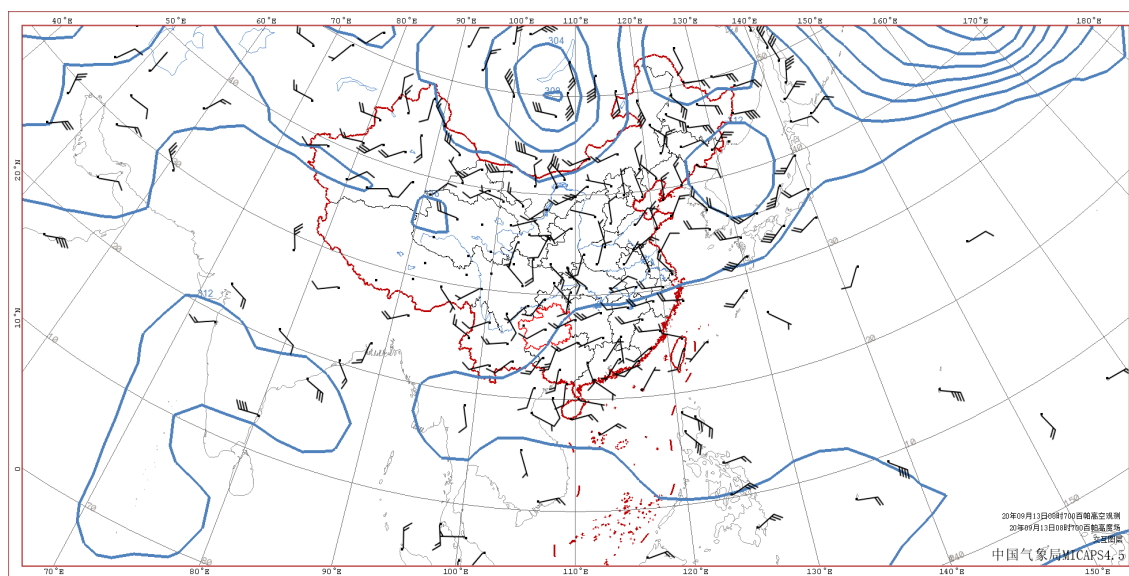 40°E 50°E 60°E 70°E 80°E 90°E 100°E 110°E 120°E 130°E 140°E 150°E 160°E 170°E 180°E
304
20°N
10°N
312
0
20年09月13日08时700百帕高空观测
20年09月13日08时700百帕高度场
交互图层
中国气象局MICAPS4.5
70°E 80°E 90°E 100°E 110°E 120°E 130°E 140°E 150°E